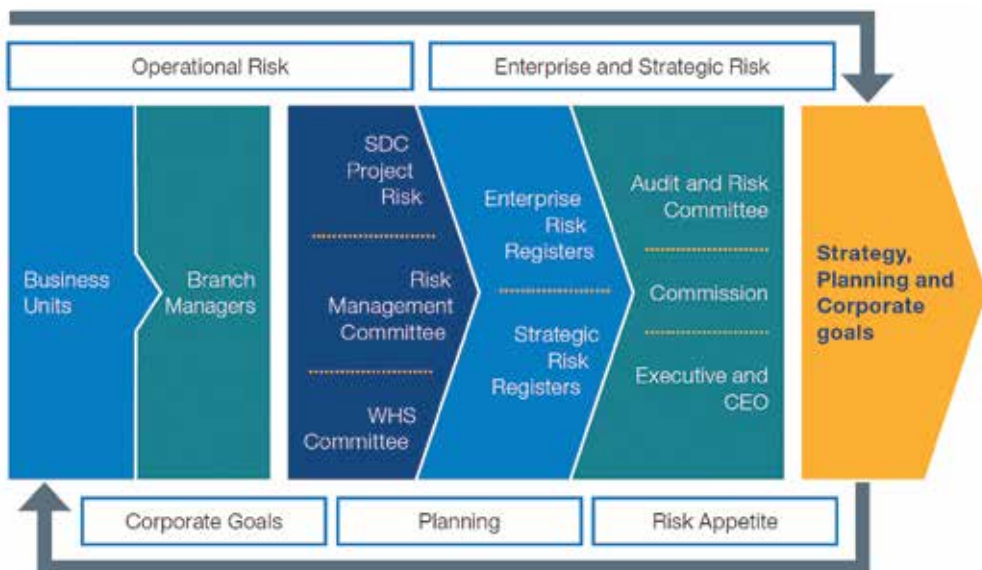 Operational Risk
Enterprise and Strategic Risk
Business
Units
Branch
Managers
SDC
Project
Risk
Risk
Management
Committee
WHS
Committee
Enterprise
Risk
Registers
Strategic
Risk
Registers
Audit and Risk
Committee
Commission
Executive and
CEO
Strategy,
Planning and
Corporate
goals
Corporate Goals
Planning
Risk Appetite